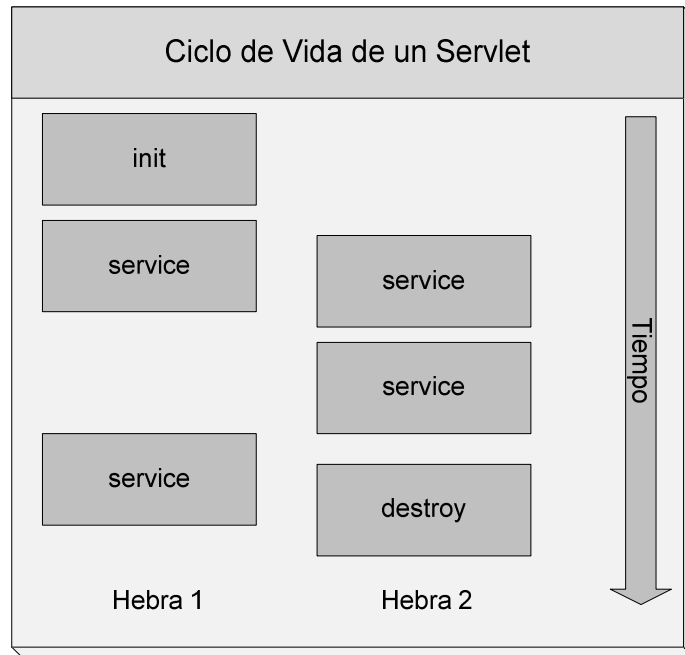 Ciclo de Vida de un Servlet
init
service
service
service
service
destroy
Hebra 1
Hebra 2
Tiempo